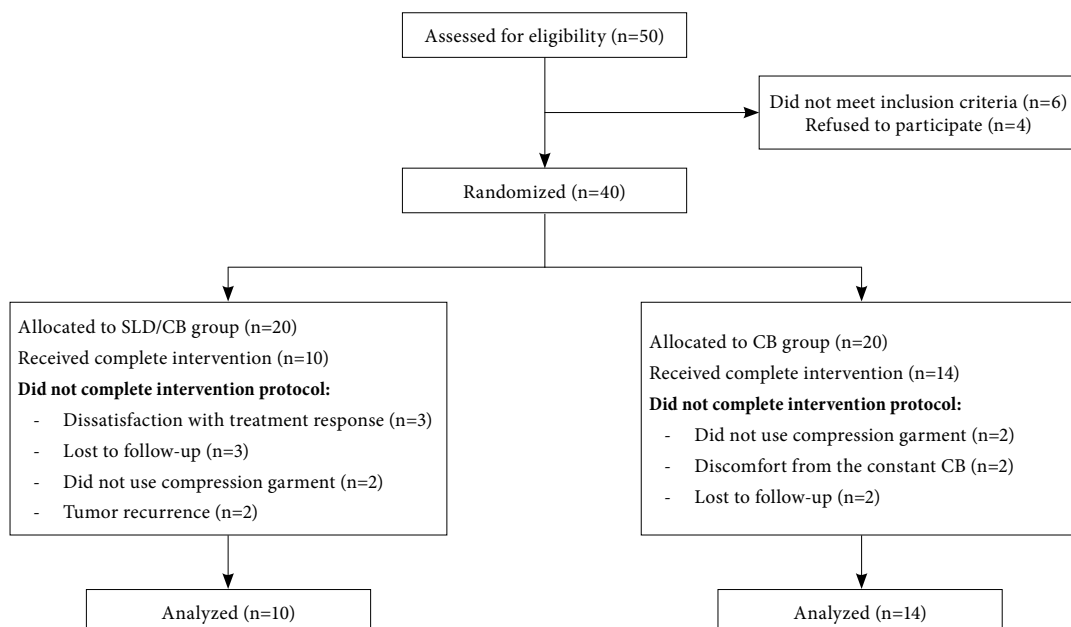 Assessed for eligibility (n=50)
Did not meet inclusion criteria (n=6)
Refused to participate (n=4)
Randomized (n=40)
Allocated to SLD/CB group (n=20)
Received complete intervention (n=10)
Did not complete intervention protocol:
- Dissatisfaction with treatment response (n=3)
- Lost to follow-up (n=3)
- Did not use compression garment (n=2)
- Tumor recurrence (n=2)
Allocated to CB group (n=20)
Received complete intervention (n=14)
Did not complete intervention protocol:
- Did not use compression garment (n=2)
- Discomfort from the constant CB (n=2)
- Lost to follow-up (n=2)
Analyzed (n=10)
Analyzed (n=14)